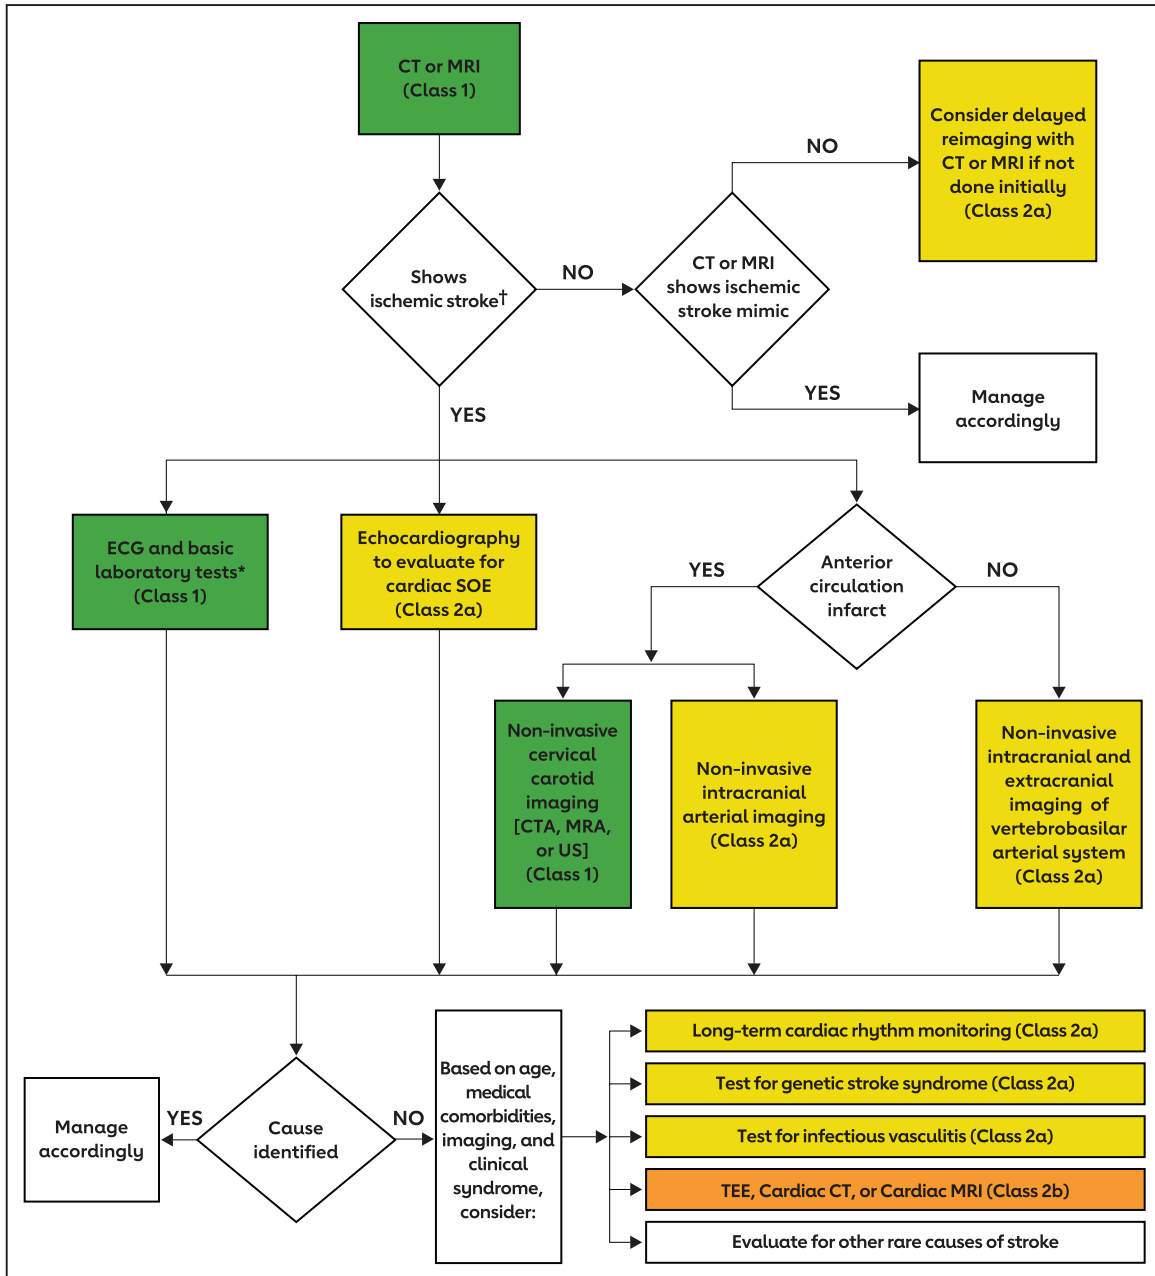 CT or MRI
(Class 1)
Consider delayed
reimaging with
CT or MRI if not
done initially
(Class 2a)
NO
Shows
ischemic stroke†
NO
CT or MRI
shows ischemic
stroke mimic
YES
Manage
accordingly
YES
ECG and basic
laboratory tests*
(Class 1)
Echocardiography
to evaluate for
cardiac SOE
(Class 2a)
YES
Anterior
circulation
infarct
NO
Non-invasive
cervical
carotid
imaging
[CTA, MRA,
or US]
(Class 1)
Non-invasive
intracranial
arterial imaging
(Class 2a)
Non-invasive
intracranial and
extracranial
imaging of
vertebrobasilar
arterial system
(Class 2a)
Manage
accordingly
YES
Cause
identified
NO
Based on age,
medical
comorbidities,
imaging, and
clinical
syndrome,
consider:
Long-term cardiac rhythm monitoring (Class 2a)
Test for genetic stroke syndrome (Class 2a)
Test for infectious vasculitis (Class 2a)
TEE, Cardiac CT, or Cardiac MRI (Class 2b)
Evaluate for other rare causes of stroke